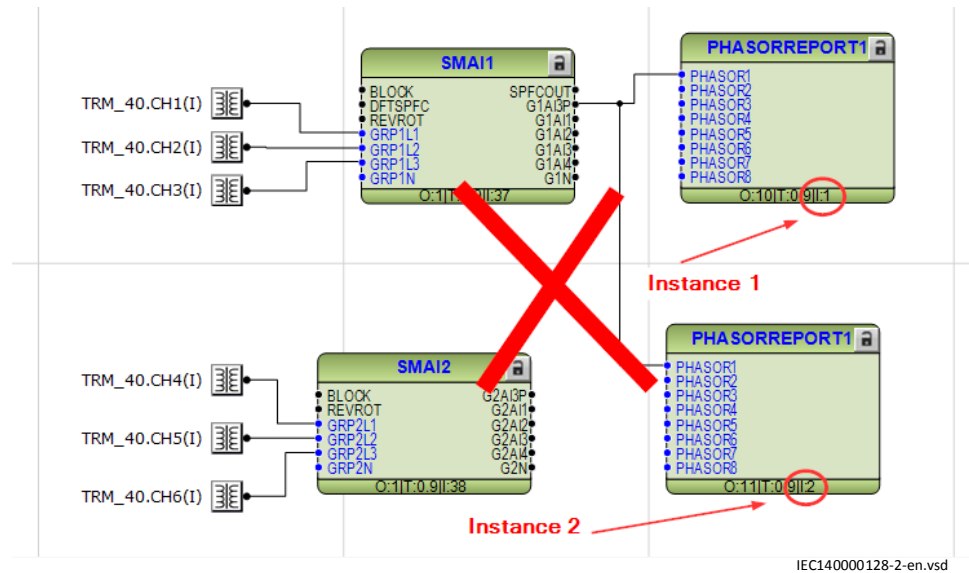 SMAI1
BLOCK
DFTSPFC
REVROT
GRP1L1
GRP1L2
GRP1L3
GRP1N
SPFCOUT
G1AI3P
G1AI1
G1AI2
G1AI3
G1AI4
G1N
TRM_40.CH1(I)
TRM_40.CH2(I)
TRM_40.CH3(I)
PHASORREPORT1
PHASOR1
PHASOR2
PHASOR3
PHASOR4
PHASOR5
PHASOR6
PHASOR7
PHASOR8
O:10|T:0.9|I:1
Instance 1
SMAI2
BLOCK
REVROT
GRP2L1
GRP2L2
GRP2L3
GRP2N
G2AI3P
G2AI1
G2AI2
G2AI3
G2AI4
G2N
O:1|T:0.9|I:38
TRM_40.CH4(I)
TRM_40.CH5(I)
TRM_40.CH6(I)
PHASORREPORT1
PHASOR1
PHASOR2
PHASOR3
PHASOR4
PHASOR5
PHASOR6
PHASOR7
PHASOR8
O:11|T:0.9|I:2
Instance 2
IEC140000128-2-en.vsd